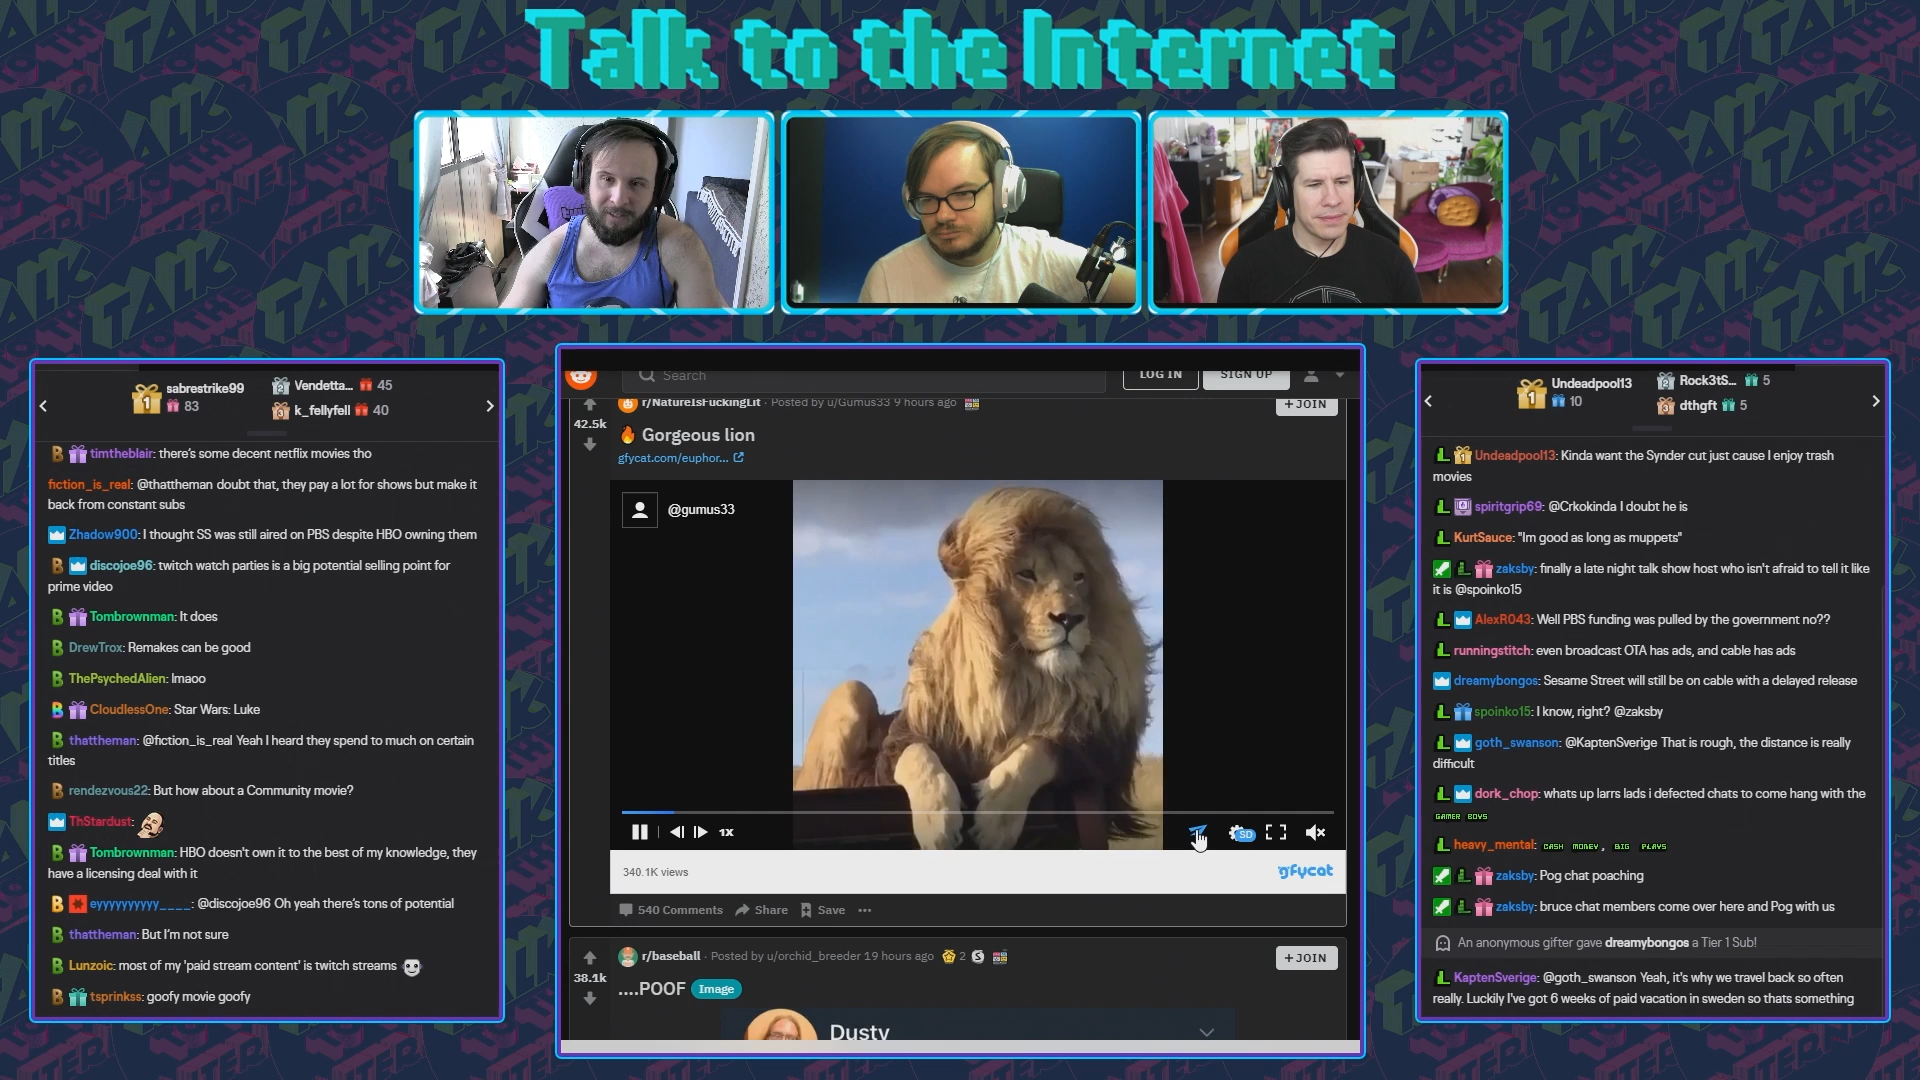 Talk to the Internet
sabrestrike99
83
Vendetta... 45
k_fellyfell 40
timtheblair: there's some decent netflix movies tho
fiction_is_real: @thattheman doubt that, they pay a lot for shows but make it
back from constant subs
Zhadow900: I thought SS was still aired on PBS despite HBO owning them
discojoe96: twitch watch parties is a big potential selling point for
prime video
Tombrownman: It does
DrewTrox: Remakes can be good
ThePsychedAlien: lmaoo
CloudlessOne: Star Wars: Luke
thattheman: @fiction_is_real Yeah I heard they spend to much on certain
titles
rendezvous22: But how about a Community movie?
ThStardust:
Tombrownman: HBO doesn't own it to the best of my knowledge, they
have a licensing deal with it
eyyyyyyyyyy____: @discojoe96 Oh yeah there's tons of potential
thattheman: But I'm not sure
Lunzoic: most of my 'paid stream content' is twitch streams
tsprinkss: goofy movie goofy
Search
LOG IN
SIGN UP
r/NatureIsFuckingLit · Posted by u/Gumus33 9 hours ago
+ JOIN
42.5k
Gorgeous lion
gfycat.com/euphor...
@gumus33
1X
SD
340.1K views
gfycat
540 Comments Share Save ...
r/baseball · Posted by u/orchid_breeder 19 hours ago 2 S
+ JOIN
38.1k
....POOF Image
Dusty
Undeadpool13
10
Rock3tS... 5
dthgft 5
Undeadpool13: Kinda want the Synder cut just cause I enjoy trash
movies
spiritgrip69: @Crkokinda I doubt he is
KurtSauce: "Im good as long as muppets"
zaksby: finally a late night talk show host who isn't afraid to tell it like
it is @spoinko15
AlexR043: Well PBS funding was pulled by the government no??
runningstitch: even broadcast OTA has ads, and cable has ads
dreamybongos: Sesame Street will still be on cable with a delayed release
spoinko15: I know, right? @zaksby
goth_swanson: @KaptenSverige That is rough, the distance is really
difficult
dork_chop: whats up larrs lads i defected chats to come hang with the
GAMER BOYS
heavy_mental: CASH MONEY, BIG PLAYS
zaksby: Pog chat poaching
zaksby: bruce chat members come over here and Pog with us
An anonymous gifter gave dreamybongos a Tier 1 Sub!
KaptenSverige: @goth_swanson Yeah, it's why we travel back so often
really. Luckily I've got 6 weeks of paid vacation in sweden so thats something